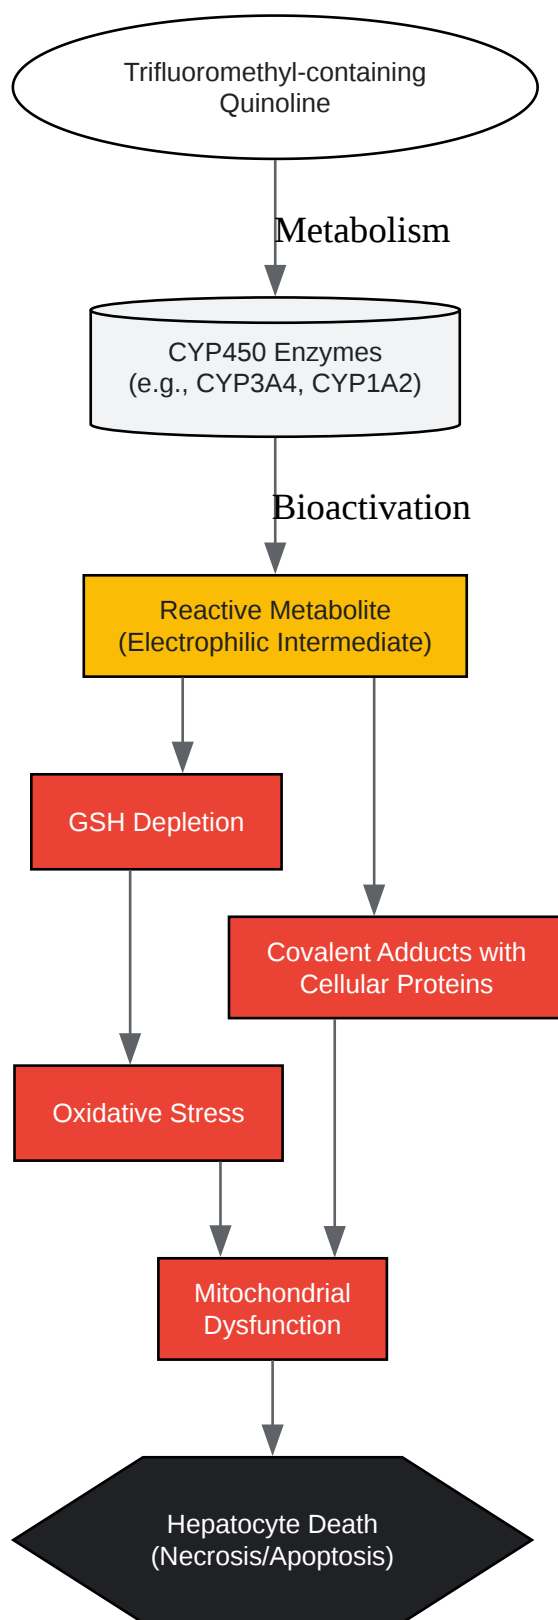 Trifluoromethyl-containing
Quinoline
Metabolism
CYP450 Enzymes
(e.g., CYP3A4, CYP1A2)
Bioactivation
Reactive Metabolite
(Electrophilic Intermediate)
GSH Depletion
Covalent Adducts with
Cellular Proteins
Oxidative Stress
Mitochondrial
Dysfunction
Hepatocyte Death
(Necrosis/Apoptosis)